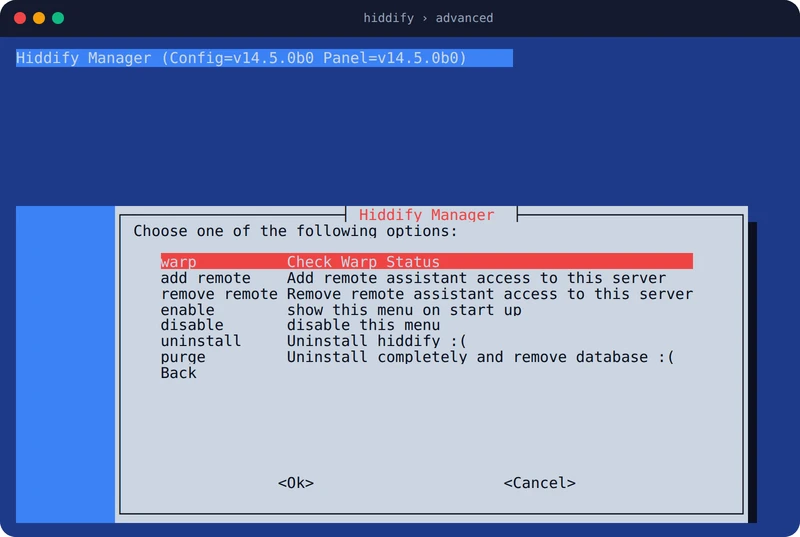 hiddify › advanced
Hiddify Manager (Config=v14.5.0b0 Panel=v14.5.0b0)
Hiddify Manager
Choose one of the following options:
warp Check Warp Status
add remote Add remote assistant access to this server
remove remote Remove remote assistant access to this server
enable show this menu on start up
disable disable this menu
uninstall Uninstall hiddify :(
purge Uninstall completely and remove database :(
Back
<Ok> <Cancel>